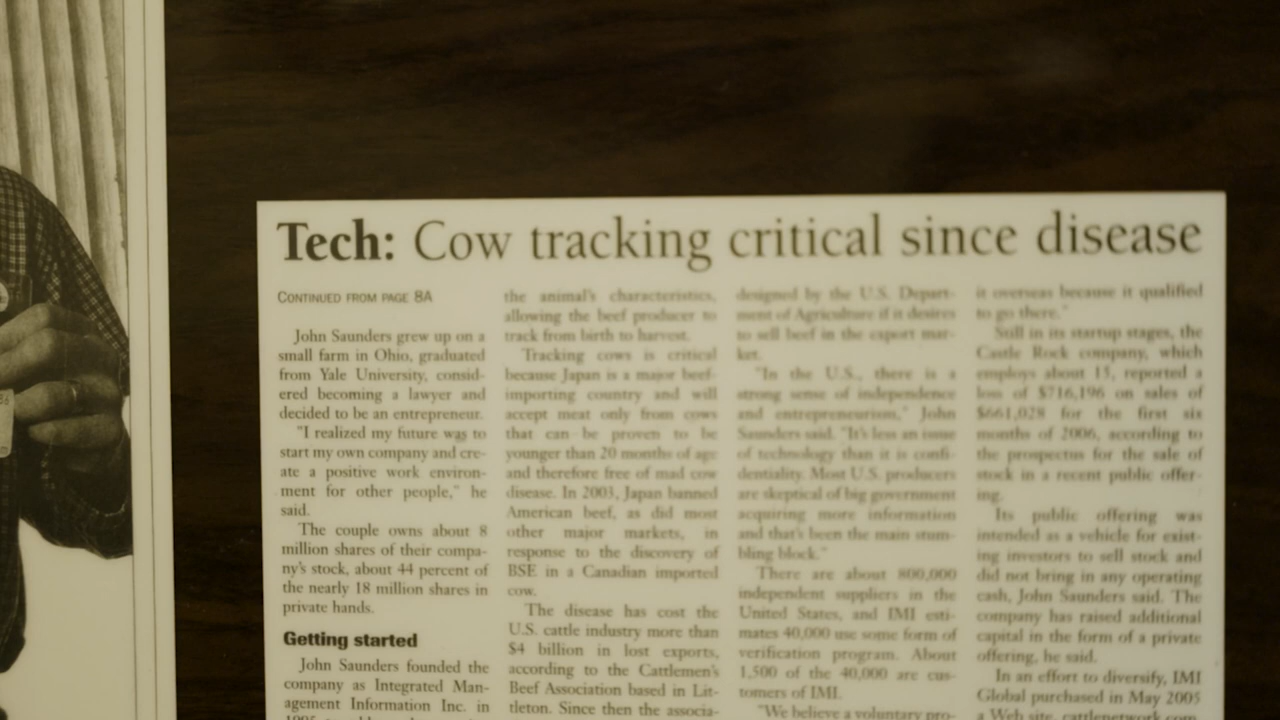 Tech: Cow tracking critical since disease
CONTINUED FROM PAGE 8A
John Saunders grew up on a
small farm in Ohio, graduated
from Yale University, consid-
ered becoming a lawyer and
decided to be an entrepreneur.
"I realized my future was to
start my own company and cre-
ate a positive work environ-
ment for other people," he
said.
The couple owns about 8
million shares of their compa-
ny's stock, about 44 percent of
the nearly 18 million shares in
private hands.
Getting started
John Saunders founded the
company as Integrated Man-
agement Information Inc. in
the animal's characteristics,
allowing the beef producer to
track from birth to harvest.
Tracking cows is critical
because Japan is a major beef-
importing country and will
accept meat only from cows
that can be proven to be
younger than 20 months of age
and therefore free of mad cow
disease. In 2003, Japan banned
American beef, as did most
other major markets, in
response to the discovery of
BSE in a Canadian imported
cow.
The disease has cost the
U.S. cattle industry more than
$4 billion in lost exports,
according to the Cattlemen's
Beef Association based in Lit-
tleton. Since then the associa-
designed by the U.S. Depart-
ment of Agriculture if it desires
to sell beef in the export mar-
ket.
"In the U.S., there is a
strong sense of independence
and entrepreneurism," John
Saunders said. "It's less an issue
of technology than it is confi-
dentiality. Most U.S. producers
are skeptical of big government
acquiring more information
and that's been the main stum-
bling block."
There are about 800,000
independent suppliers in the
United States, and IMI esti-
mates 40,000 use some form of
verification program. About
1,500 of the 40,000 are cus-
tomers of IMI.
"We believe a voluntary pro-
it overseas because it qualified
to go there."
Still in its startup stages, the
Castle Rock company, which
employs about 15, reported a
loss of $716,196 on sales of
$661,028 for the first six
months of 2006, according to
the prospectus for the sale of
stock in a recent public offer-
ing.
Its public offering was
intended as a vehicle for exist-
ing investors to sell stock and
did not bring in any operating
cash, John Saunders said. The
company has raised additional
capital in the form of a private
offering, he said.
In an effort to diversify, IMI
Global purchased in May 2005
a Web site,